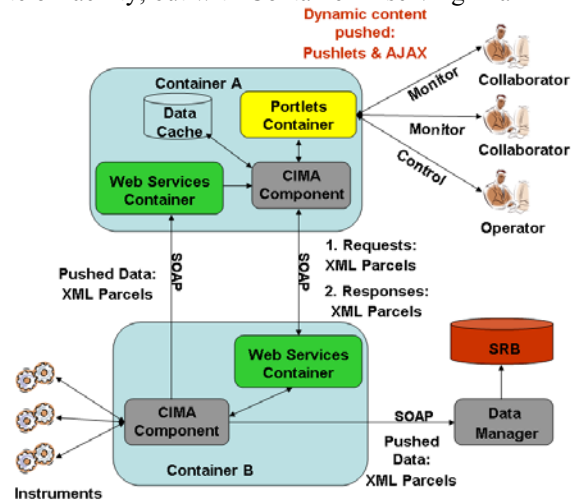 Dynamic content
pushed:
Pushlets & AJAX
Container A
Data
Cache
Portlets
Container
Web Services
Container
CIMA
Component
Monitor
Collaborator
Monitor
Collaborator
Control
Operator
Pushed Data:
XML Parcels
SOAP
SOAP
1. Requests:
XML Parcels
2. Responses:
XML Parcels
Web Services
Container
SRB
CIMA
Component
SOAP
Data
Manager
Pushed
Data:
XML Parcels
Container B
Instruments